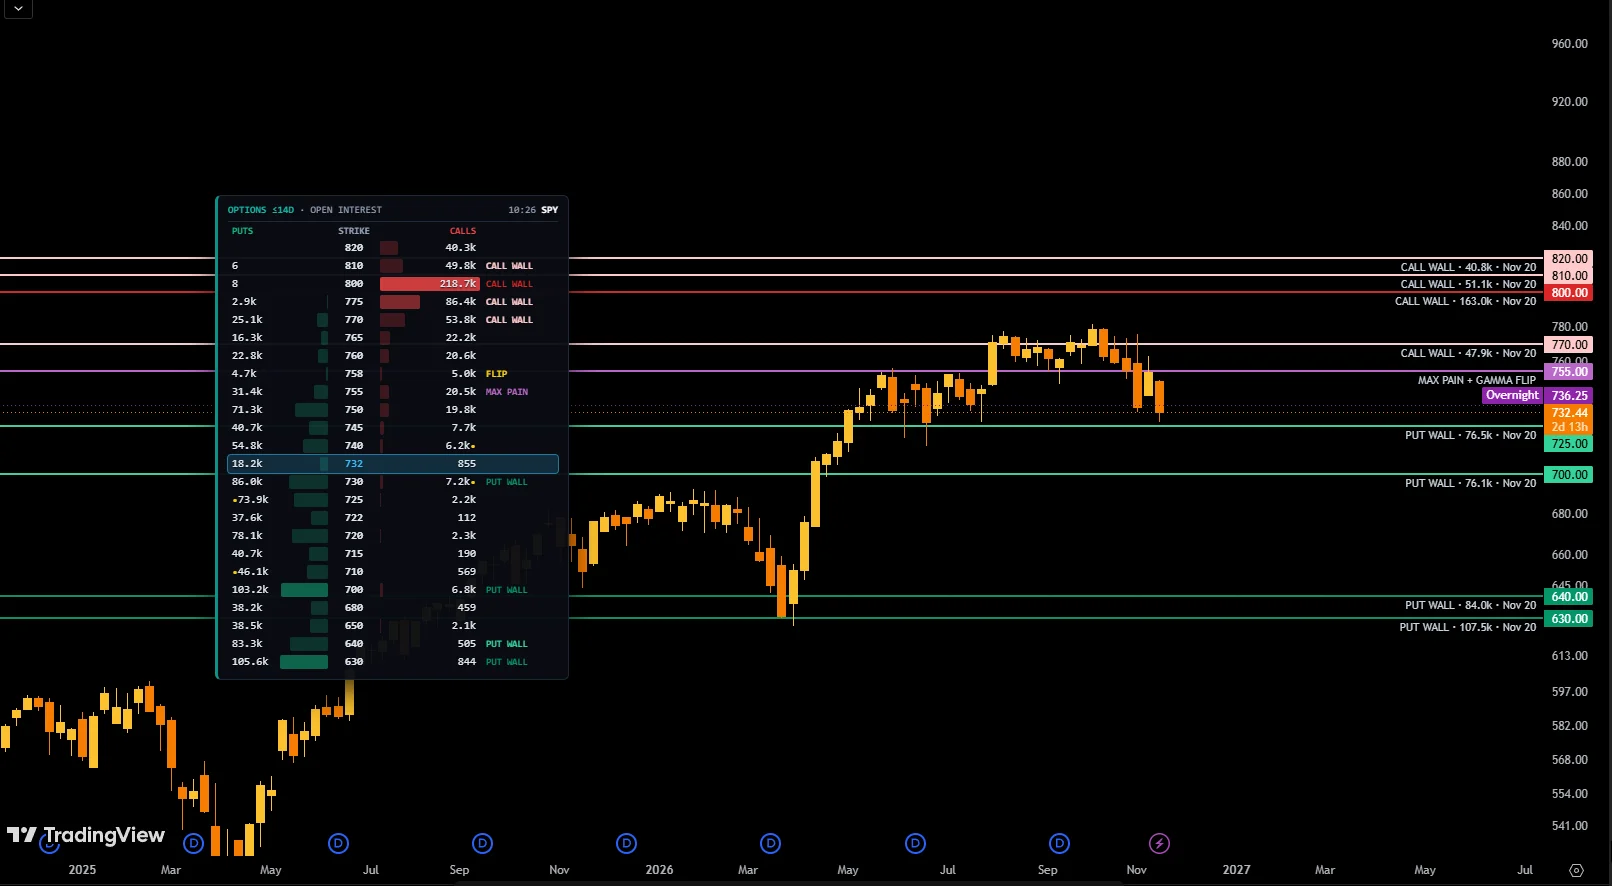 OPTIONS ≤14D · OPEN INTEREST 10:26 SPY
PUTS STRIKE CALLS
820 40.3k
6 810 49.8k CALL WALL
8 800 218.7k CALL WALL
2.9k 775 86.4k CALL WALL
25.1k 770 53.8k CALL WALL
16.3k 765 22.2k
22.8k 760 20.6k
4.7k 758 5.0k FLIP
31.4k 755 20.5k MAX PAIN
71.3k 750 19.8k
40.7k 745 7.7k
54.8k 740 6.2k•
18.2k 732 855
86.0k 730 7.2k• PUT WALL
•73.9k 725 2.2k
37.6k 722 112
78.1k 720 2.3k
40.7k 715 190
•46.1k 710 569
103.2k 700 6.8k PUT WALL
38.2k 680 459
38.5k 650 2.1k
83.3k 640 505 PUT WALL
105.6k 630 844 PUT WALL
960.00
920.00
880.00
860.00
840.00
820.00
CALL WALL · 40.8k · Nov 20
810.00
CALL WALL · 51.1k · Nov 20
800.00
CALL WALL · 163.0k · Nov 20
780.00
770.00
CALL WALL · 47.9k · Nov 20
760.00
755.00
MAX PAIN + GAMMA FLIP
Overnight 736.25
732.44
2d 13h
PUT WALL · 76.5k · Nov 20
725.00
700.00
PUT WALL · 76.1k · Nov 20
680.00
660.00
645.00
640.00
PUT WALL · 84.0k · Nov 20
630.00
PUT WALL · 107.5k · Nov 20
613.00
597.00
582.00
568.00
554.00
541.00
TradingView
D D D D D D D D
2025 Mar May Jul Sep Nov 2026 Mar May Jul Sep Nov 2027 Mar May Jul